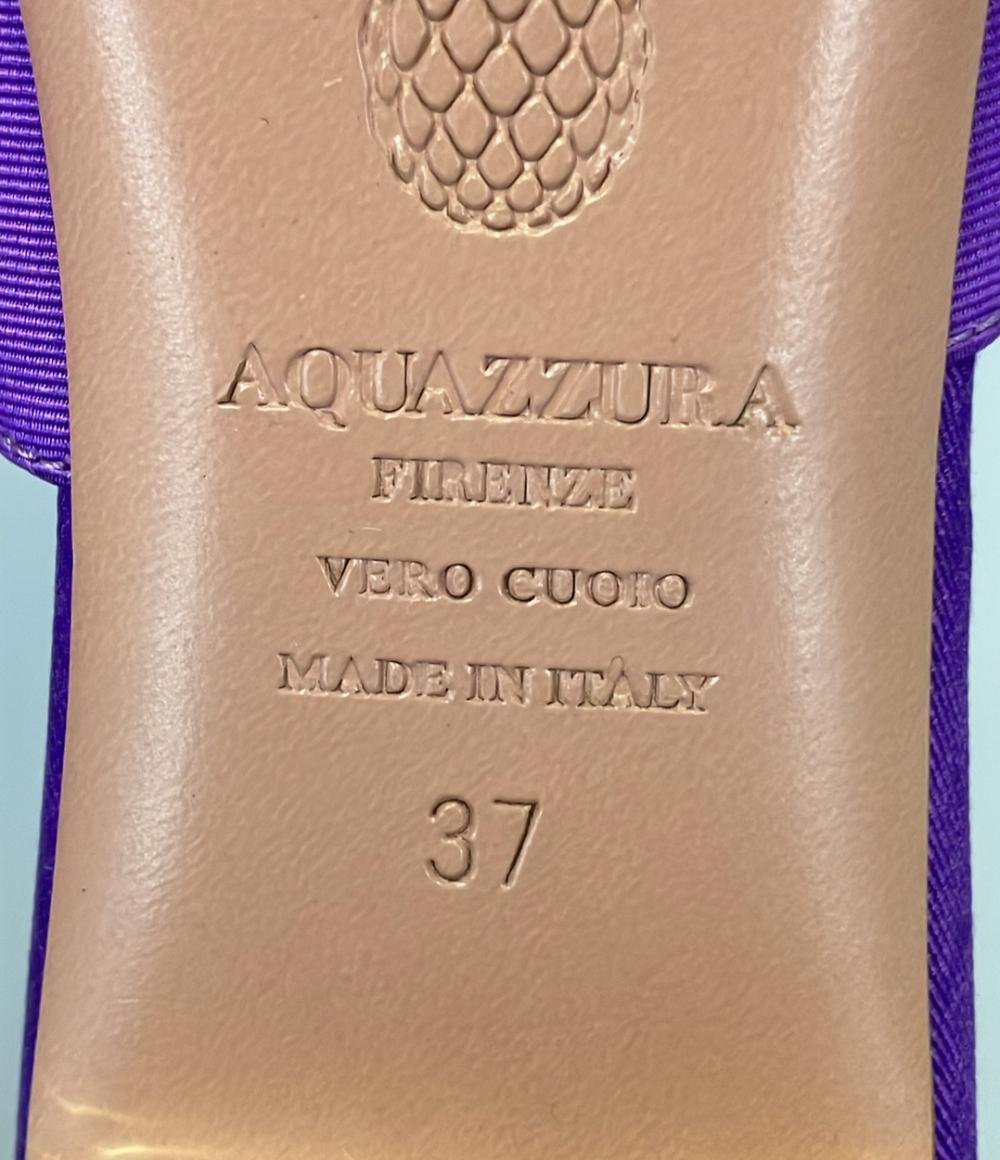 AQUAZZURA
FIRENZE
VERO CUOIO
MADE IN ITALY
37